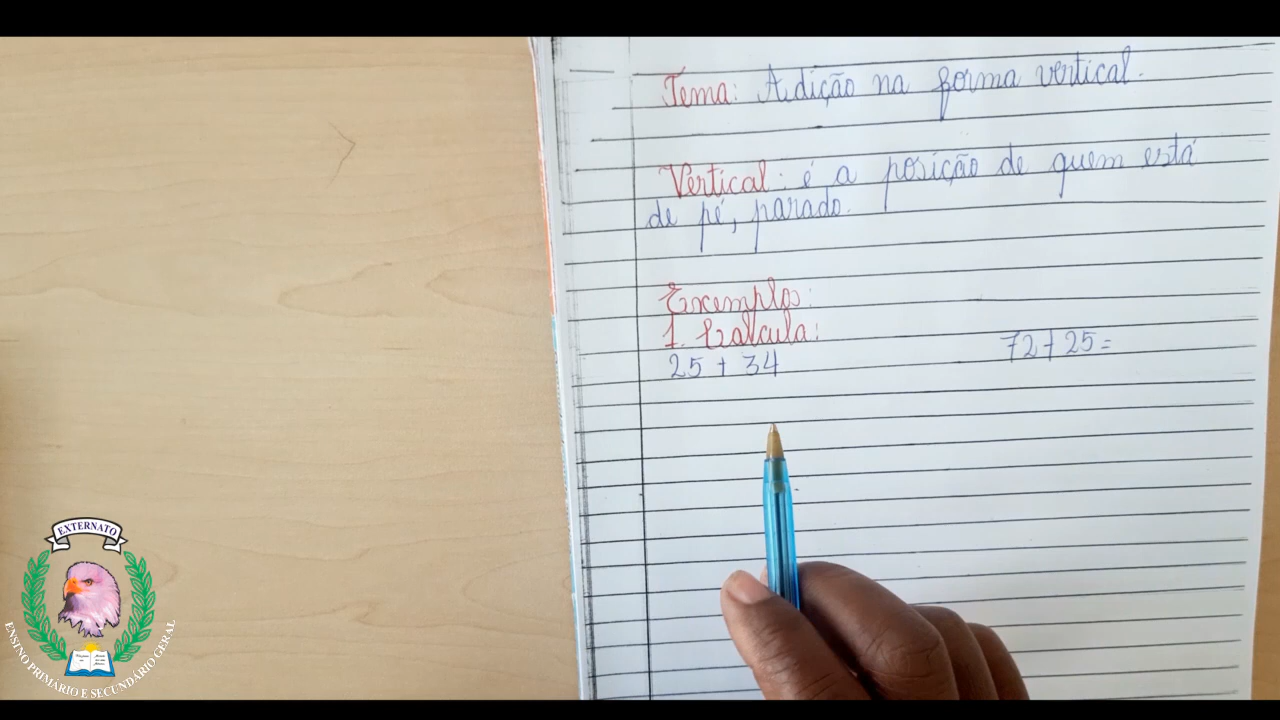 Tema: Adição na forma vertical.
Vertical: é a posição de quem está
de pé, parado.
Exemplo:
1. Calcula:
25 + 34
72 + 25 =
EXTERNATO
ENSINO PRIMÁRIO E SECUNDÁRIO GERAL